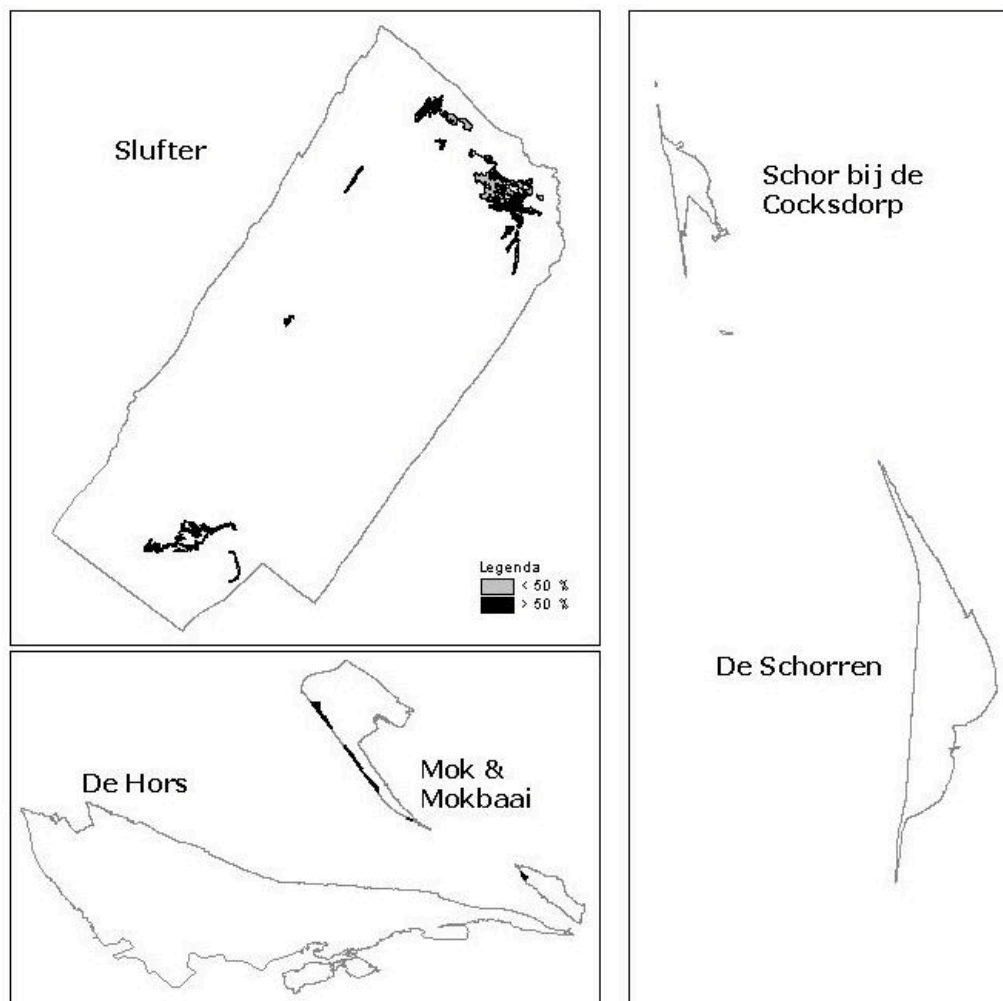 Slufter
Legenda
< 50 %
> 50 %
De Hors
Mok &
Mokbaai
Schor bij de
Cocksdorp
De Schorren